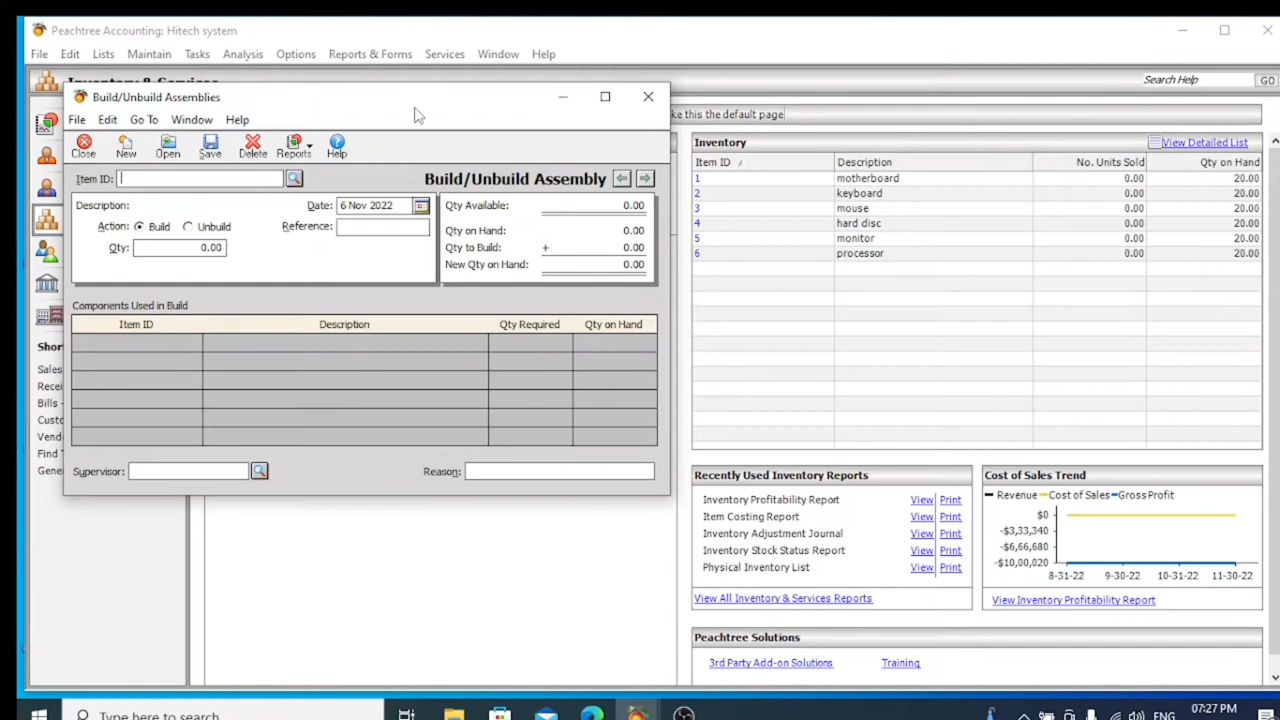 Peachtree Accounting: Hitech system
File Edit Lists Maintain Tasks Analysis Options Reports & Forms Services Window Help
Search Help GO
Build/Unbuild Assemblies
ke this the default page
File Edit Go To Window Help
Close New Open Save Delete Reports Help
Item ID: Build/Unbuild Assembly
Description: Date: 6 Nov 2022 Qty Available: 0.00
Action: Build Unbuild Reference: Qty on Hand: 0.00
Qty: 0.00 Qty to Build: + 0.00
New Qty on Hand: 0.00
Components Used in Build
Item ID Description Qty Required Qty on Hand
Supervisor: Reason:
Shor
Sales
Recei
Bills -
Custo
Vend
Find T
Gene
Inventory View Detailed List
Item ID Description No. Units Sold Qty on Hand
1 motherboard 0.00 20.00
2 keyboard 0.00 20.00
3 mouse 0.00 20.00
4 hard disc 0.00 20.00
5 monitor 0.00 20.00
6 processor 0.00 20.00
Recently Used Inventory Reports
Inventory Profitability Report View Print
Item Costing Report View Print
Inventory Adjustment Journal View Print
Inventory Stock Status Report View Print
Physical Inventory List View Print
View All Inventory & Services Reports
Cost of Sales Trend
Revenue Cost of Sales Gross Profit
$0
-$3,33,340
-$6,66,680
-$10,00,020
8-31-22 9-30-22 10-31-22 11-30-22
View Inventory Profitability Report
Peachtree Solutions
3rd Party Add-on Solutions Training
Type here to search
ENG 07:27 PM